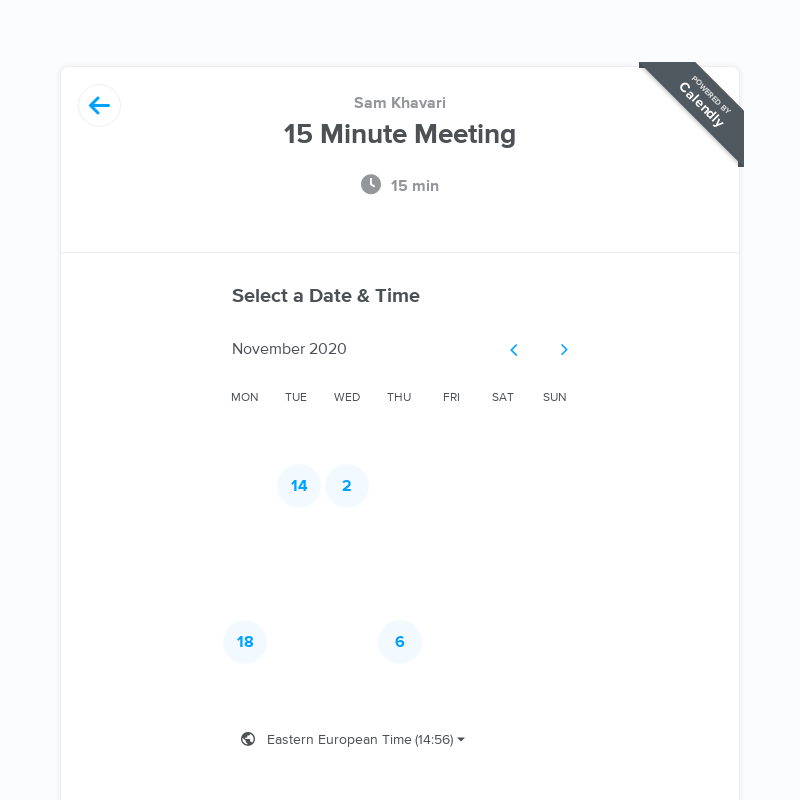 Sam Khavari
15 Minute Meeting
15 min
POWERED BY
Calendly
Select a Date & Time
November 2020
MON TUE WED THU FRI SAT SUN
14 2
18 6
Eastern European Time (14:56)